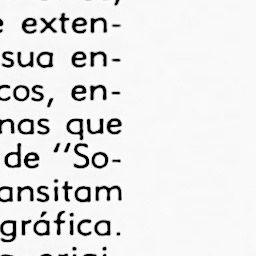 e exten-
sua en-
cos, en-
nas que
de “So-
ansitam
gráfica.